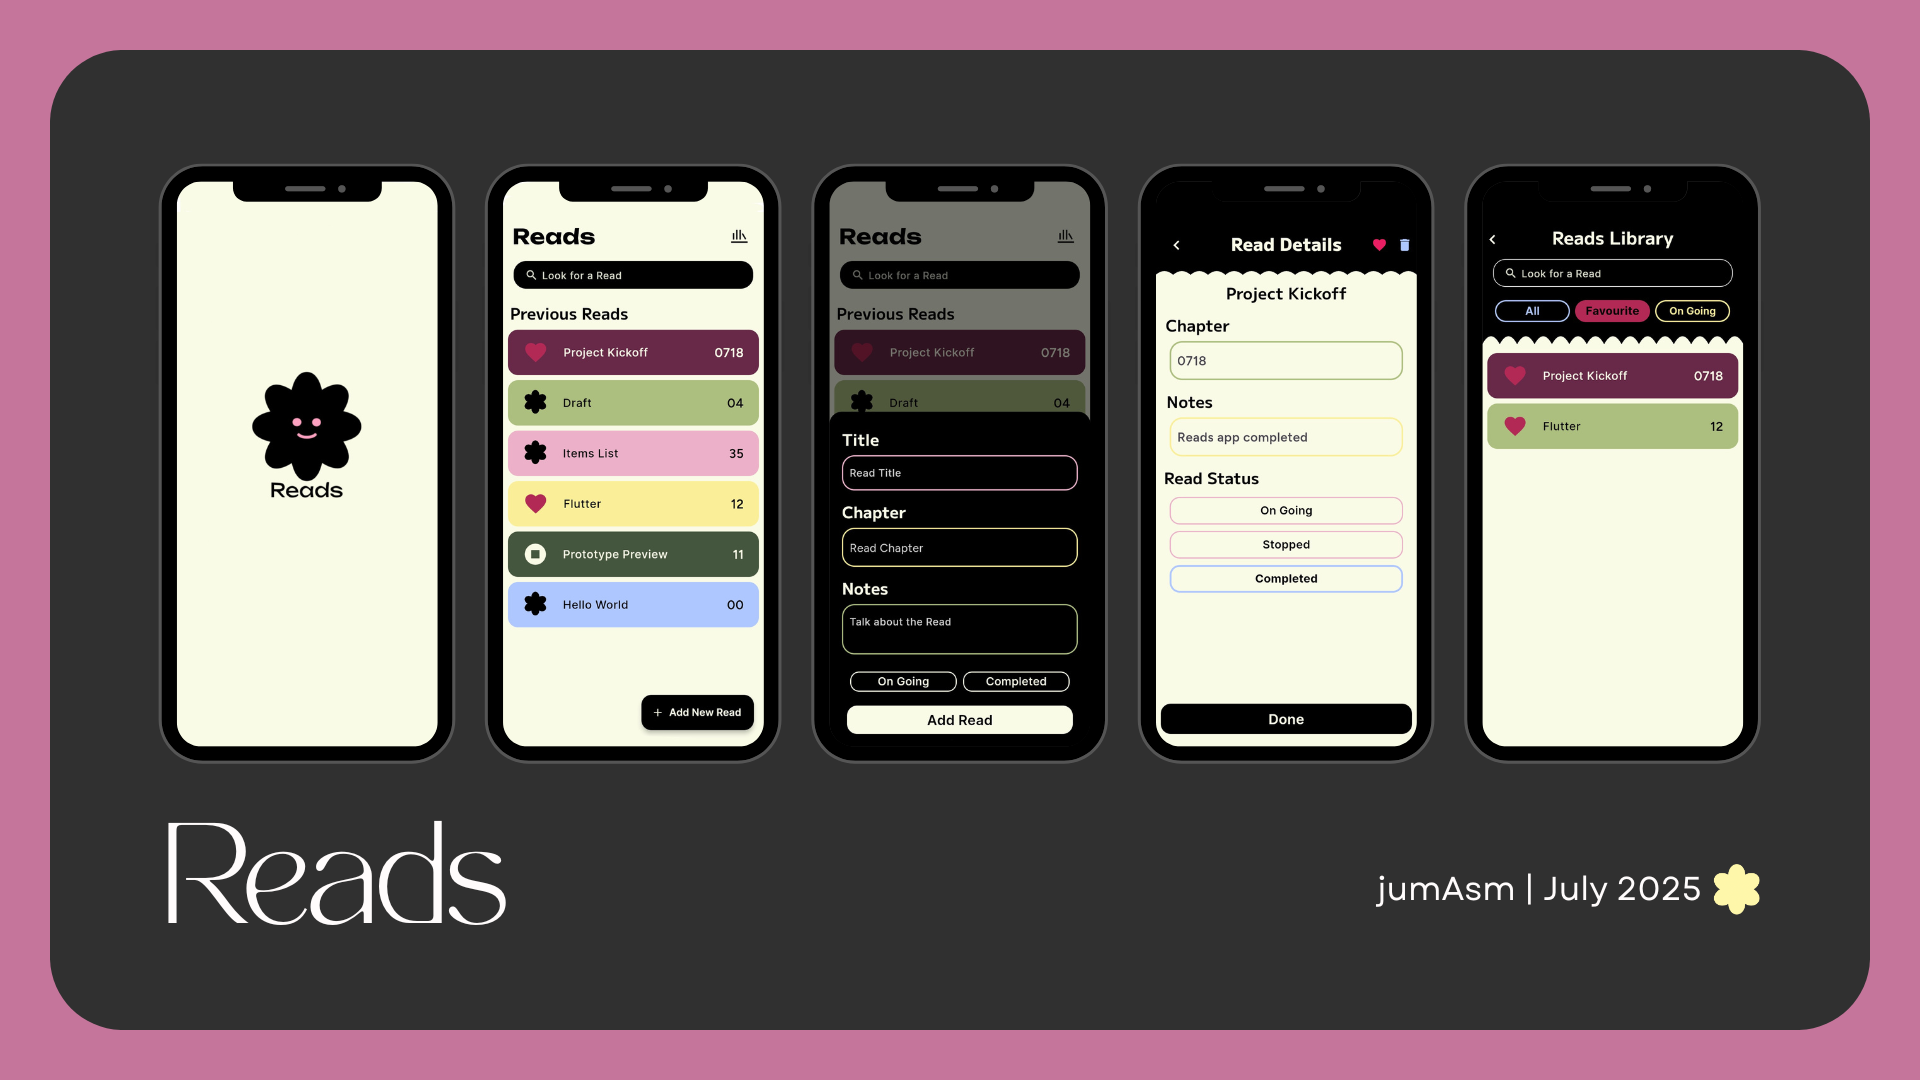 Reads
Reads
Look for a Read
Previous Reads
Project Kickoff 0718
Draft 04
Items List 35
Flutter 12
Prototype Preview 11
Hello World 00
+ Add New Read
Reads
Look for a Read
Previous Reads
Project Kickoff 0718
Draft 04
Title
Read Title
Chapter
Read Chapter
Notes
Talk about the Read
On Going Completed
Add Read
Read Details
Project Kickoff
Chapter
0718
Notes
Reads app completed
Read Status
On Going
Stopped
Completed
Done
Reads Library
Look for a Read
All Favourite On Going
Project Kickoff 0718
Flutter 12
Reads
jumAsm | July 2025